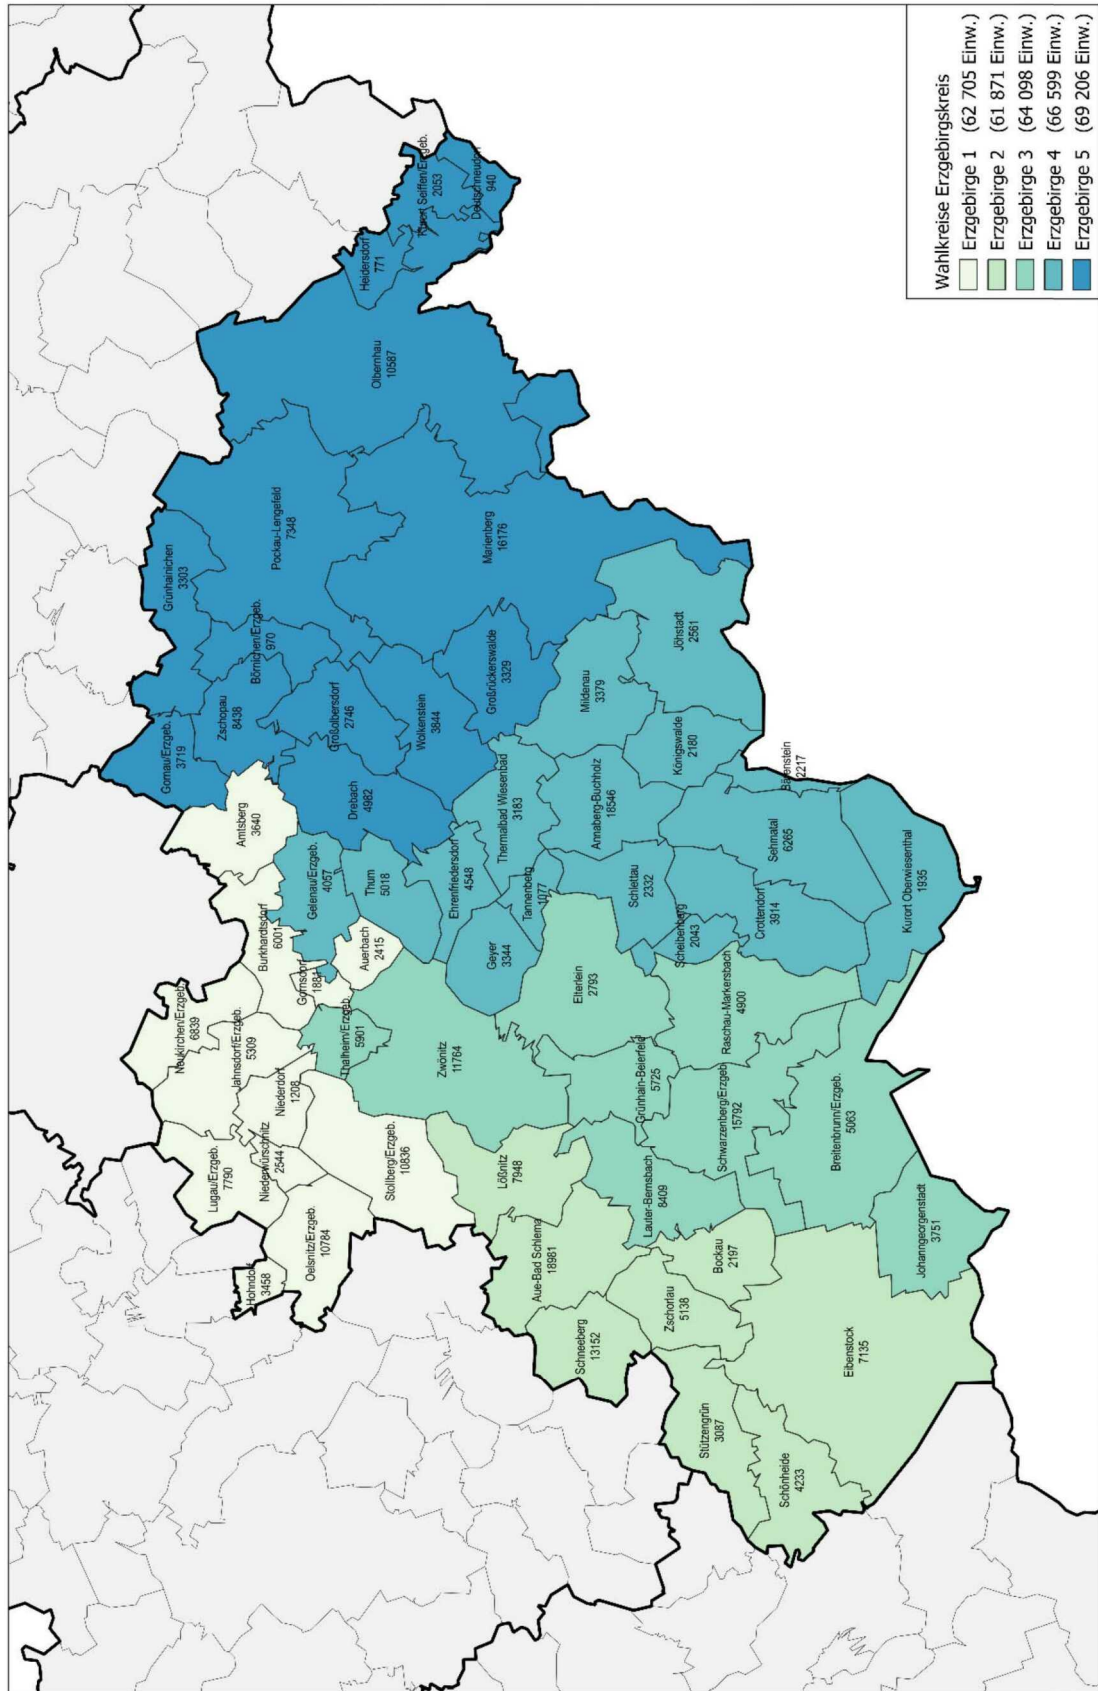 Gornau/Erzgeb.
3719
Grünhainichen
3303
Zschopau
8438
Börnichen/Erzgeb.
970
Pockau-Lengefeld
7348
Amtsberg
3640
Großolbersdorf
2746
Drebach
4982
Wolkenstein
3844
Großrückerswalde
3329
Marienberg
16176
Olbernhau
10587
Heidersdorf
771
Kurort Seiffen/Erzgeb.
2053
Deutschneudorf
940
Neukirchen/Erzgeb.
6839
Burkhardtsdorf
6001
Gelenau/Erzgeb.
4057
Thum
5018
Auerbach
2415
Gornsdorf
1881
Jahnsdorf/Erzgeb.
5309
Lugau/Erzgeb.
7790
Niederwürschnitz
2544
Niederdorf
1208
Hohndorf
3458
Oelsnitz/Erzgeb.
10784
Stollberg/Erzgeb.
10836
Thalheim/Erzgeb.
5901
Zwönitz
11764
Ehrenfriedersdorf
4548
Thermalbad Wiesenbad
3183
Geyer
3344
Tannenberg
1077
Annaberg-Buchholz
18546
Mildenau
3379
Jöhstadt
2561
Königswalde
2180
Bärenstein
2217
Elterlein
2793
Schlettau
2332
Scheibenberg
2043
Crottendorf
3914
Sehmatal
6265
Kurort Oberwiesenthal
1935
Lößnitz
7948
Aue-Bad Schlema
18981
Schneeberg
13152
Zschorlau
5138
Bockau
2197
Lauter-Bernsbach
8409
Grünhain-Beierfeld
5725
Schwarzenberg/Erzgeb.
15792
Raschau-Markersbach
4900
Breitenbrunn/Erzgeb.
5063
Johanngeorgenstadt
3751
Stützengrün
3087
Schönheide
4233
Eibenstock
7135
Wahlkreise Erzgebirgskreis
Erzgebirge 1 (62 705 Einw.)
Erzgebirge 2 (61 871 Einw.)
Erzgebirge 3 (64 098 Einw.)
Erzgebirge 4 (66 599 Einw.)
Erzgebirge 5 (69 206 Einw.)